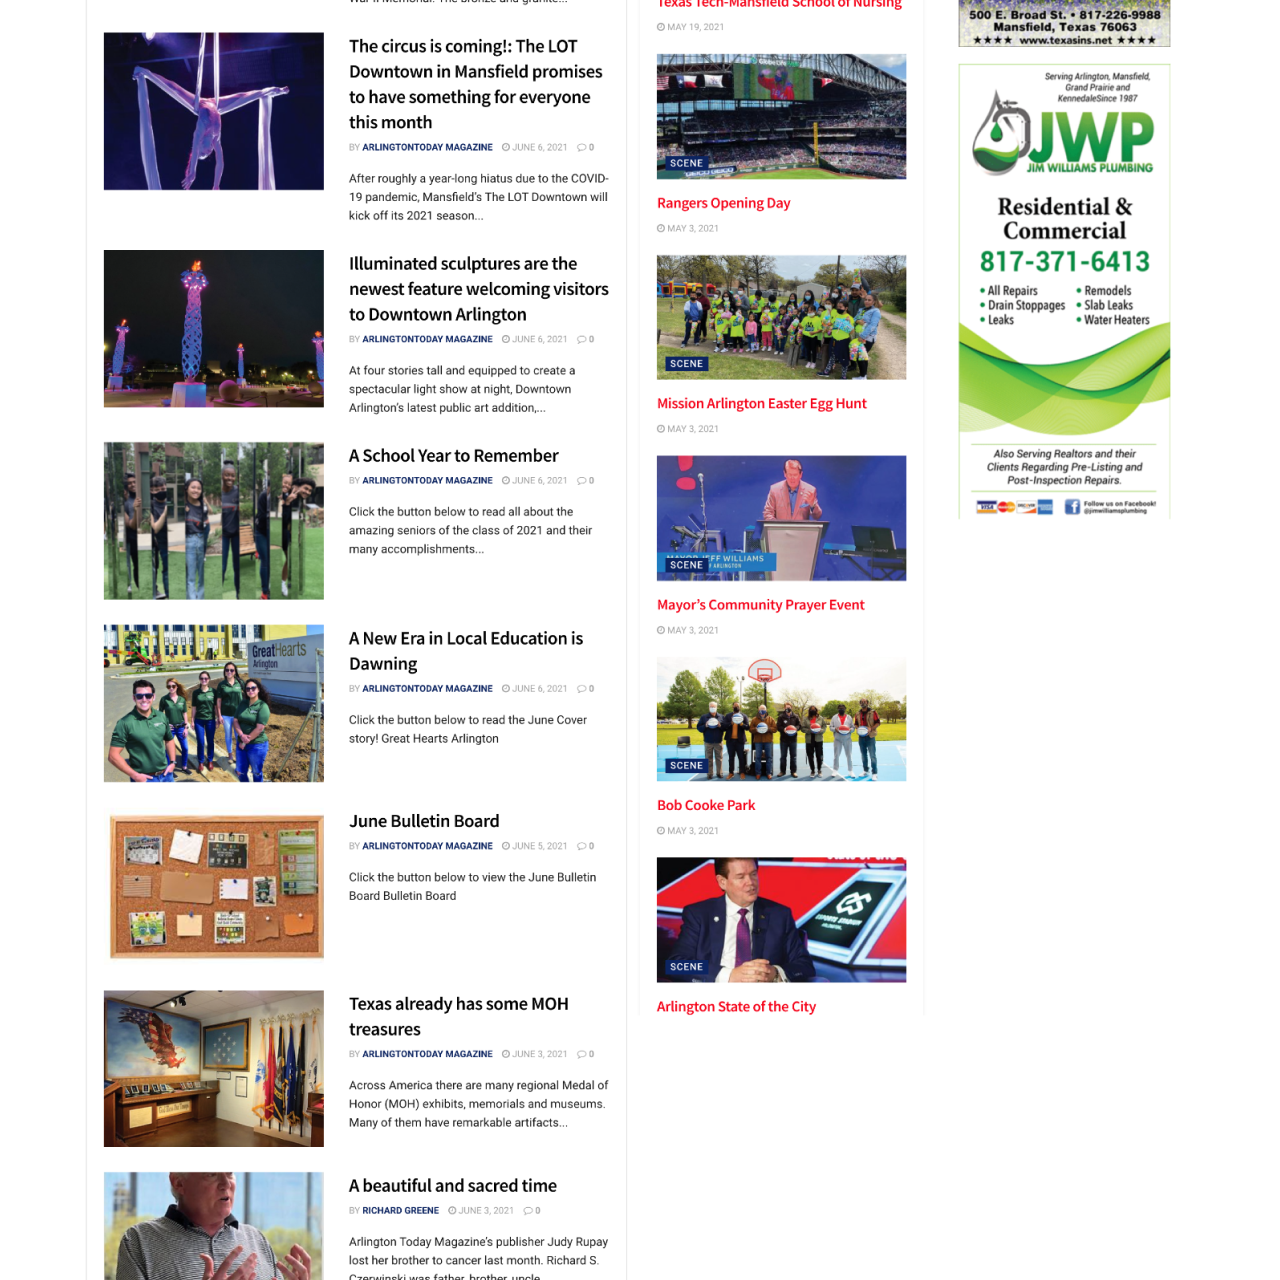 The circus is coming!: The LOT
Downtown in Mansfield promises
to have something for everyone
this month
BY ARLINGTONTODAY MAGAZINE JUNE 6, 2021 0
After roughly a year-long hiatus due to the COVID-
19 pandemic, Mansfield's The LOT Downtown will
kick off its 2021 season...
Illuminated sculptures are the
newest feature welcoming visitors
to Downtown Arlington
BY ARLINGTONTODAY MAGAZINE JUNE 6, 2021 0
At four stories tall and equipped to create a
spectacular light show at night, Downtown
Arlington's latest public art addition,...
A School Year to Remember
BY ARLINGTONTODAY MAGAZINE JUNE 6, 2021 0
Click the button below to read all about the
amazing seniors of the class of 2021 and their
many accomplishments...
GreatHearts
Arlington
A New Era in Local Education is
Dawning
BY ARLINGTONTODAY MAGAZINE JUNE 6, 2021 0
Click the button below to read the June Cover
story! Great Hearts Arlington
June Bulletin Board
BY ARLINGTONTODAY MAGAZINE JUNE 5, 2021 0
Click the button below to view the June Bulletin
Board Bulletin Board
Texas already has some MOH
treasures
BY ARLINGTONTODAY MAGAZINE JUNE 3, 2021 0
Across America there are many regional Medal of
Honor (MOH) exhibits, memorials and museums.
Many of them have remarkable artifacts...
A beautiful and sacred time
BY RICHARD GREENE JUNE 3, 2021 0
Arlington Today Magazine's publisher Judy Rupay
lost her brother to cancer last month. Richard S.
Czerwinski was father, brother, uncle
Texas Tech-Mansfield School of Nursing
MAY 19, 2021
SCENE
Rangers Opening Day
MAY 3, 2021
SCENE
Mission Arlington Easter Egg Hunt
MAY 3, 2021
MAYOR JEFF WILLIAMS
SCENE
Mayor's Community Prayer Event
MAY 3, 2021
SCENE
Bob Cooke Park
MAY 3, 2021
ESPORTS STADIUM
ARLINGTON
SCENE
Arlington State of the City
500 E. Broad St. • 817-226-9988
Mansfield, Texas 76063
★★★★ www.texasins.net ★★★★
Serving Arlington, Mansfield,
Grand Prairie and
KennedaleSince 1987
JWP
JIM WILLIAMS PLUMBING
Residential &
Commercial
817-371-6413
• All Repairs • Remodels
• Drain Stoppages • Slab Leaks
• Leaks • Water Heaters
Also Serving Realtors and their
Clients Regarding Pre-Listing and
Post-Inspection Repairs.
VISA
Follow us on Facebook!
@jimwilliamsplumbing